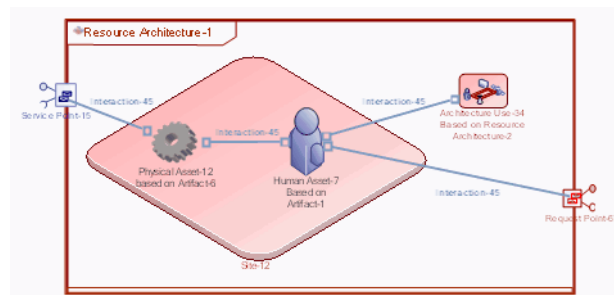 Resource Architecture-1
Interaction-45
Interaction-45
Service Point-15
Interaction-45
Architecture Use-34
Based on Resource
Architecture-2
Physical Asset-12
based on Artifact-6
Human Asset-7
Based on
Artifact-1
Interaction-45
Request Point-6
Site-12